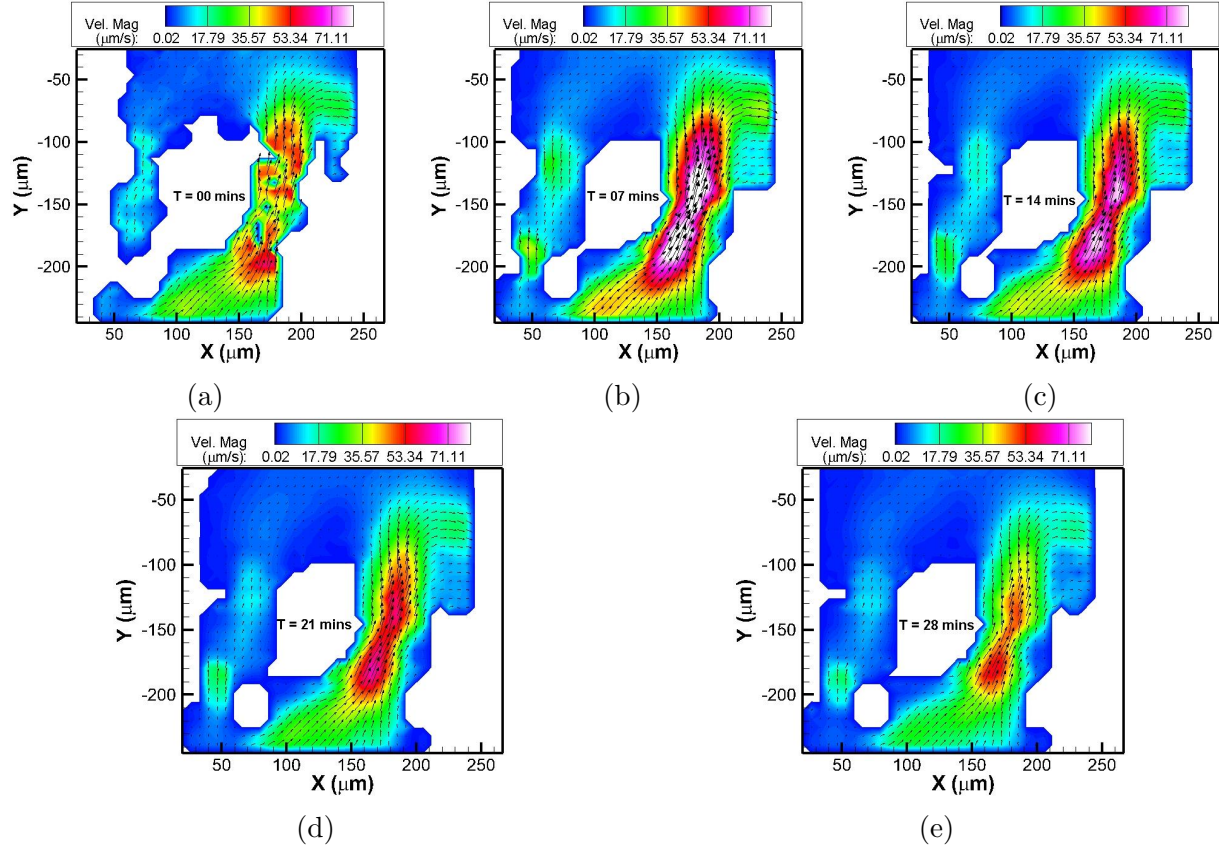 Vel. Mag
(μm/s):
0.02 17.79 35.57 53.34 71.11
Y (μm)
-50
-100
-150
-200
T = 00 mins
50 100 150 200 250
X (μm)
(a)
Vel. Mag
(μm/s):
0.02 17.79 35.57 53.34 71.11
Y (μm)
-50
-100
-150
-200
T = 07 mins
50 100 150 200 250
X (μm)
(b)
Vel. Mag
(μm/s):
0.02 17.79 35.57 53.34 71.11
Y (μm)
-50
-100
-150
-200
T = 14 mins
50 100 150 200 250
X (μm)
(c)
Vel. Mag
(μm/s):
0.02 17.79 35.57 53.34 71.11
Y (μm)
-50
-100
-150
-200
T = 21 mins
50 100 150 200 250
X (μm)
(d)
Vel. Mag
(μm/s):
0.02 17.79 35.57 53.34 71.11
Y (μm)
-50
-100
-150
-200
T = 28 mins
50 100 150 200 250
X (μm)
(e)